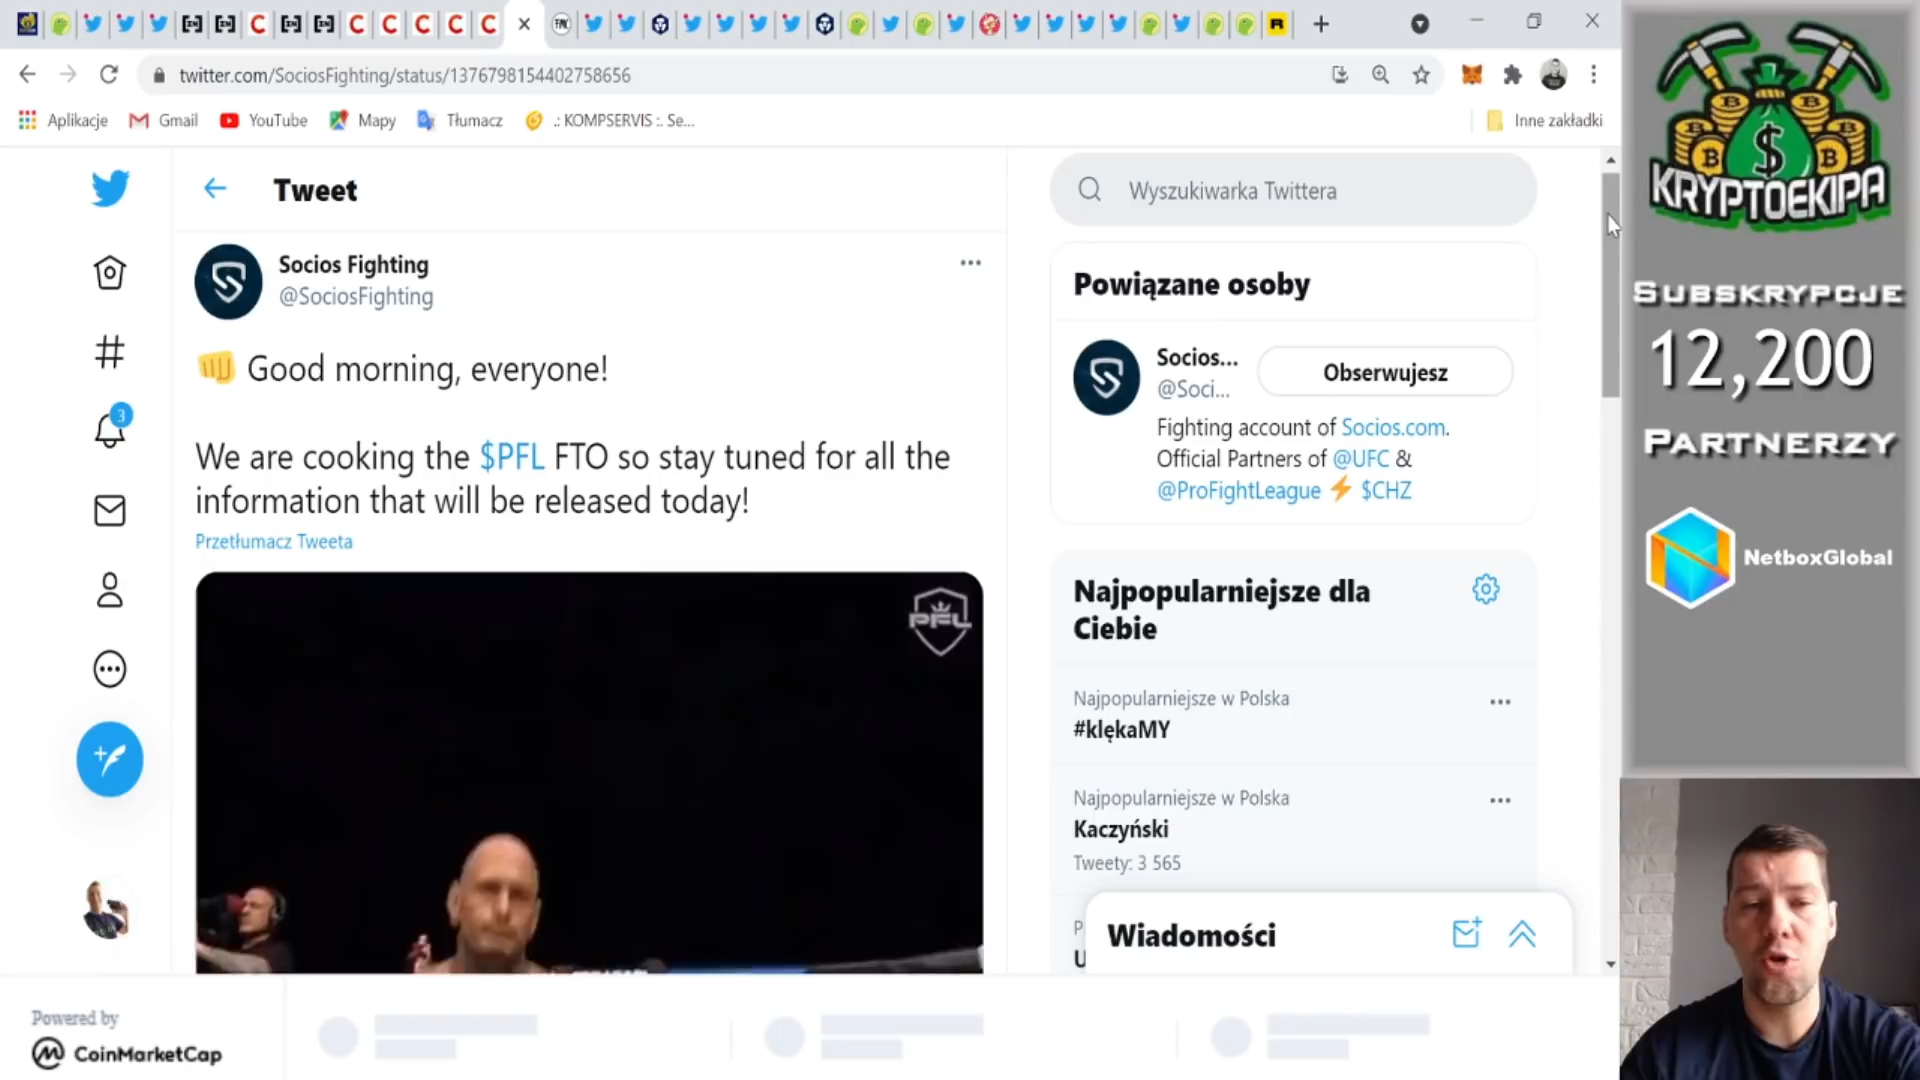 twitter.com/SociosFighting/status/1376798154402758656
Aplikacje
Gmail
YouTube
Mapy
Tłumacz
.: KOMPSERVIS :. Se...
Inne zakładki
Tweet
Wyszukiwarka Twittera
Socios Fighting
@SociosFighting
👊 Good morning, everyone!
We are cooking the $PFL FTO so stay tuned for all the
information that will be released today!
Przetłumacz Tweeta
PFL
Powiązane osoby
Socios...
@Soci...
Obserwujesz
Fighting account of Socios.com.
Official Partners of @UFC &
@ProFightLeague ⚡ $CHZ
Najpopularniejsze dla
Ciebie
Najpopularniejsze w Polska
#klękaMY
Najpopularniejsze w Polska
Kaczyński
Tweety: 3 565
Wiadomości
3
Powered by
CoinMarketCap
KRYPTOEKIPA
SUBSKRYPCJE
12,200
PARTNERZY
NetboxGlobal